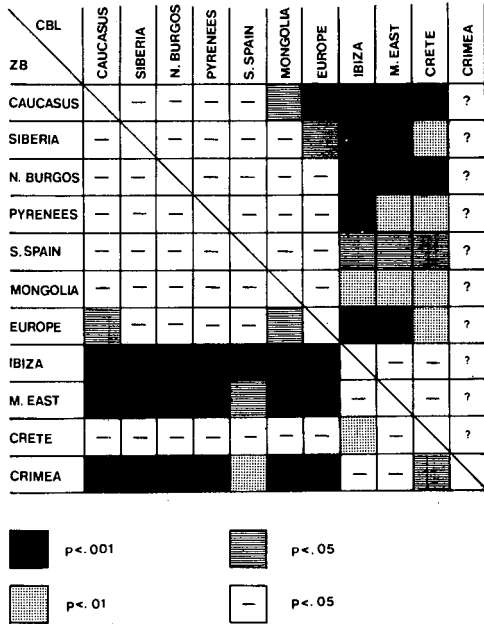 CBL
ZB
CAUCASUS
SIBERIA
N. BURGOS
PYRENEES
S. SPAIN
MONGOLIA
EUROPE
IBIZA
M. EAST
CRETE
CRIMEA
CAUCASUS — — — — ?
SIBERIA — — — — — ?
N. BURGOS — — — — — — ?
PYRENEES — — — — — — ?
S. SPAIN — — — — — — ?
MONGOLIA — — — — — — ?
EUROPE — — — — ?
IBIZA — — ?
M. EAST — — ?
CRETE — — — — — — — — ?
CRIMEA — —
p<.001 p<.05
p<.01 — p<.05